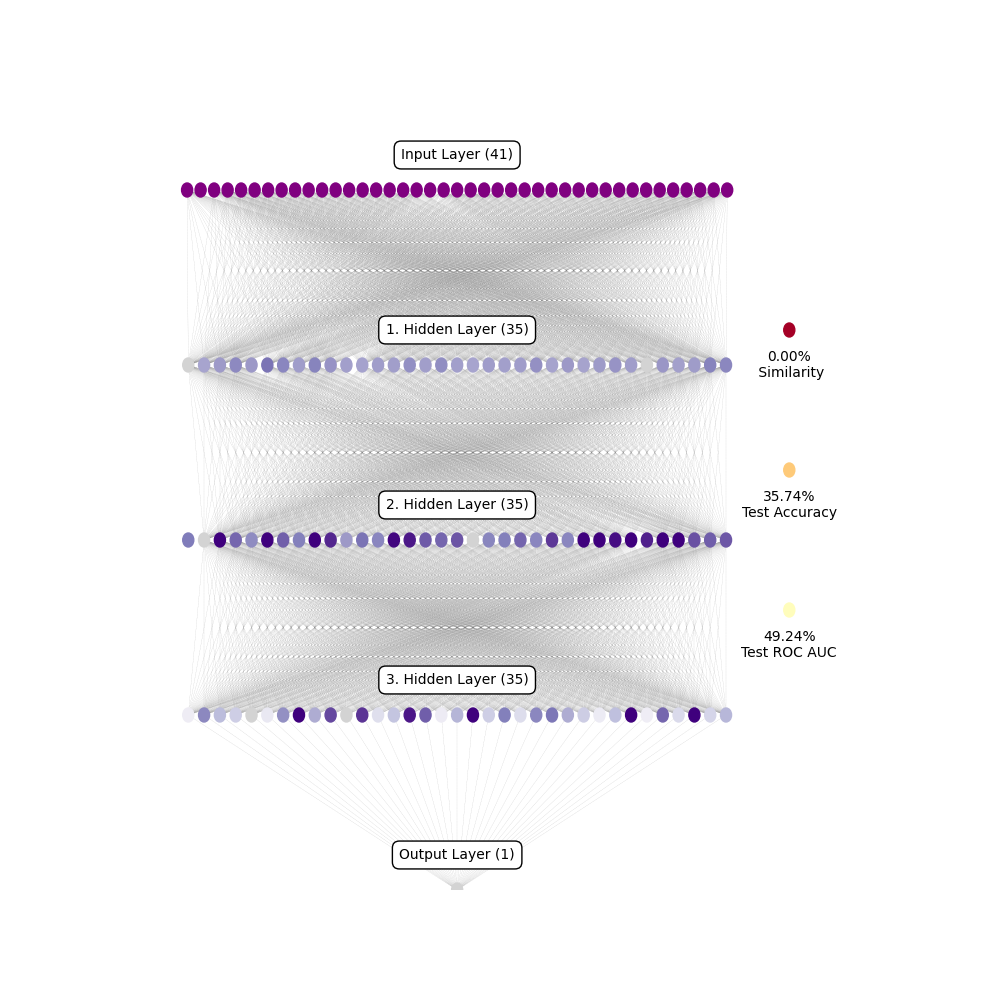 Input Layer (41)
1. Hidden Layer (35)
0.00%
Similarity
35.74%
Test Accuracy
2. Hidden Layer (35)
49.24%
Test ROC AUC
3. Hidden Layer (35)
Output Layer (1)